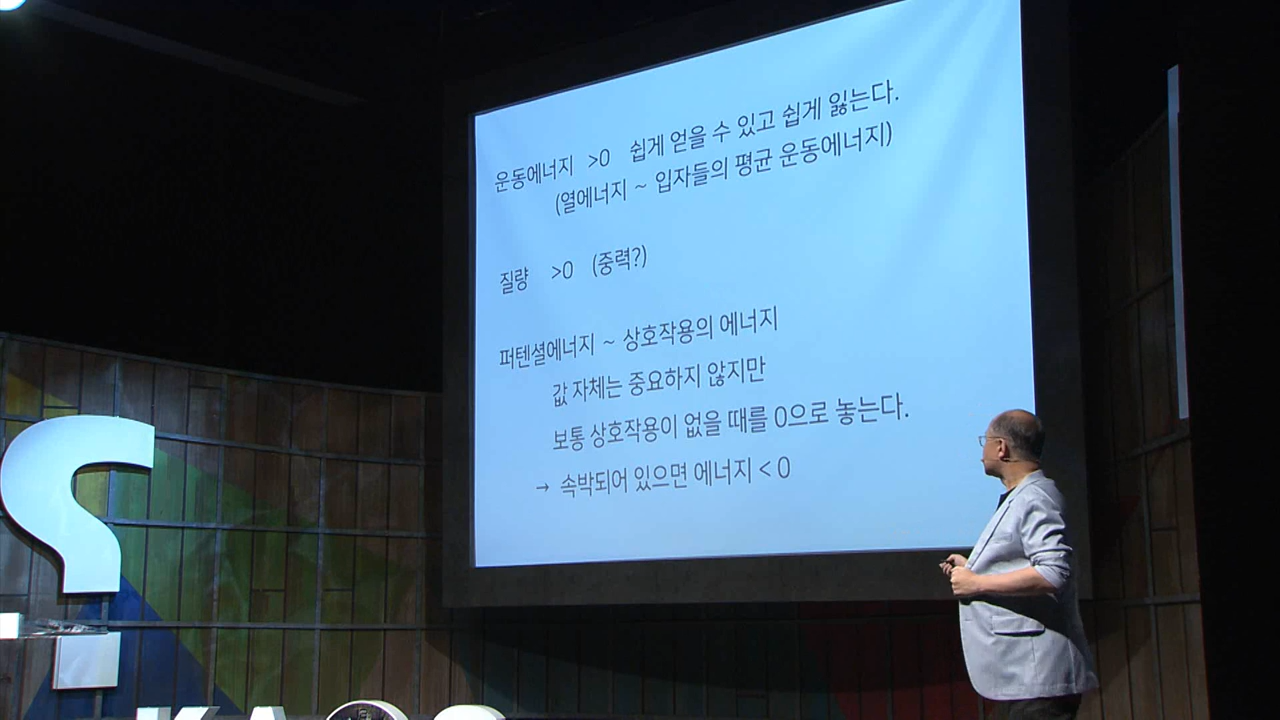 운동에너지 >0 쉽게 얻을 수 있고 쉽게 잃는다.
(열에너지 ~ 입자들의 평균 운동에너지)
질량 >0 (중력?)
퍼텐셜에너지 ~ 상호작용의 에너지
값 자체는 중요하지 않지만
보통 상호작용이 없을 때를 0으로 놓는다.
→ 속박되어 있으면 에너지 < 0
?
KAOS